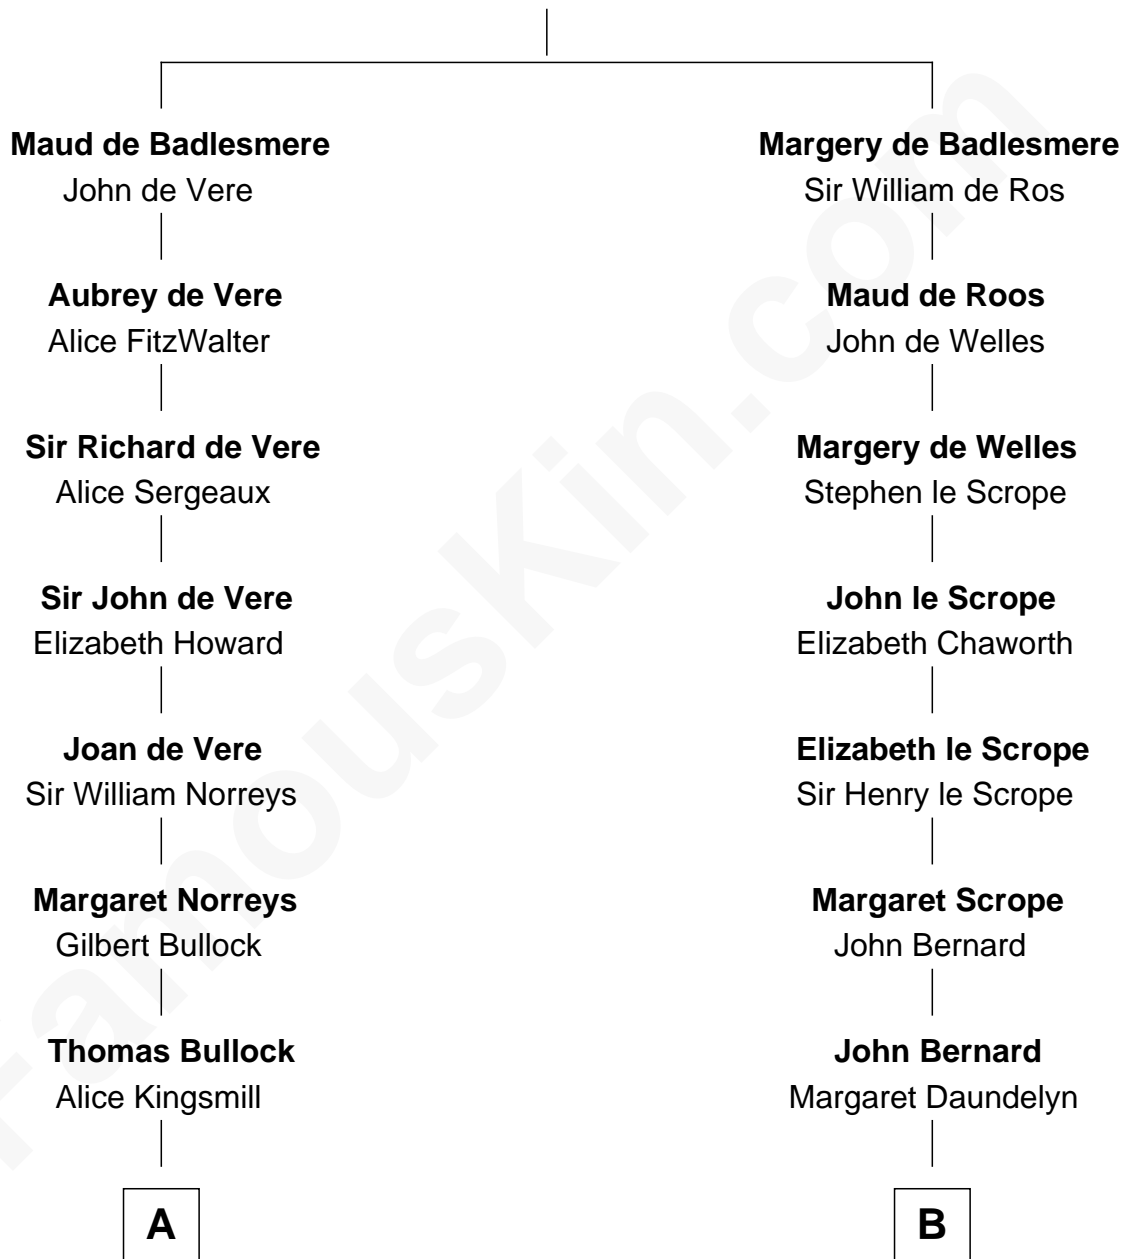 Maud de Badlesmere
John de Vere
Aubrey de Vere
Alice FitzWalter
Sir Richard de Vere
Alice Sergeaux
Sir John de Vere
Elizabeth Howard
Joan de Vere
Sir William Norreys
Margaret Norreys
Gilbert Bullock
Thomas Bullock
Alice Kingsmill
A
Margery de Badlesmere
Sir William de Ros
Maud de Roos
John de Welles
Margery de Welles
Stephen le Scrope
John le Scrope
Elizabeth Chaworth
Elizabeth le Scrope
Sir Henry le Scrope
Margaret Scrope
John Bernard
John Bernard
Margaret Daundelyn
B
FamousKin.com